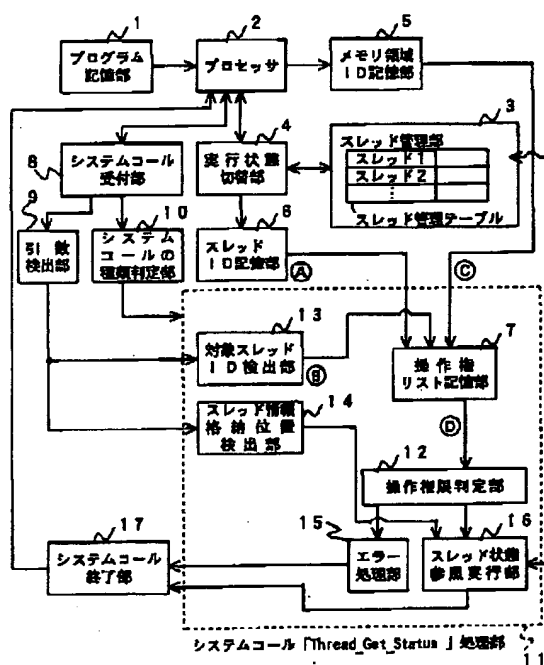 1
プログラム
記憶部
2
プロセッサ
5
メモリ領域
ID記憶部
3
スレッド管理部
スレッド1
スレッド2
⋮
スレッド管理テーブル
4
実行状態
切替部
8
システムコール
受付部
9
引数
検出部
10
システム
コールの
種類判定部
6
スレッド
ID記憶部
Ⓐ
Ⓒ
13
対象スレッド
ID検出部
Ⓑ
7
操作権
リスト記憶部
14
スレッド情報
格納位置
検出部
Ⓓ
12
操作権限判定部
15
エラー
処理部
16
スレッド状態
参照実行部
17
システムコール
終了部
システムコール「Thread_Get_Status」処理部
11